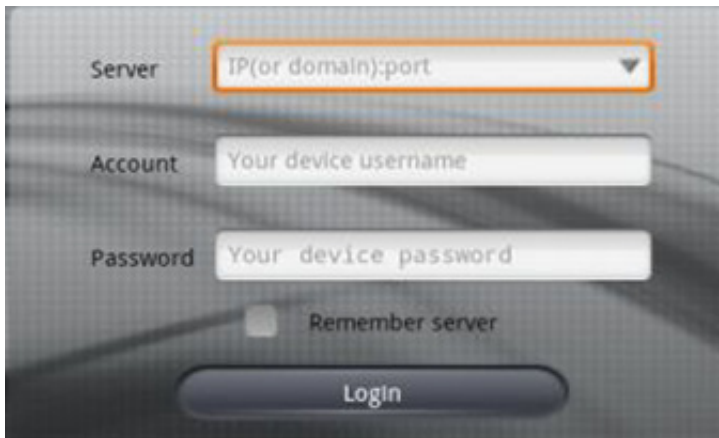 Server IP(or domain):port
Account Your device username
Password Your device password
Remember server
Login